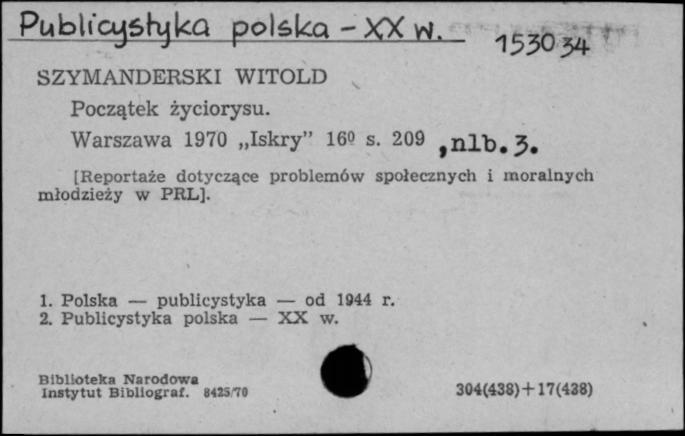 Publicystyka polska - XX w.
153034
SZYMANDERSKI WITOLD
Początek życiorysu.
Warszawa 1970 „Iskry” 16º s. 209 , nlb. 3.
[Reportaże dotyczące problemów społecznych i moralnych
młodzieży w PRL].
1. Polska — publicystyka — od 1944 r.
2. Publicystyka polska — XX w.
Biblioteka Narodowa
Instytut Bibliograf. 8425/70
304(438)+17(438)